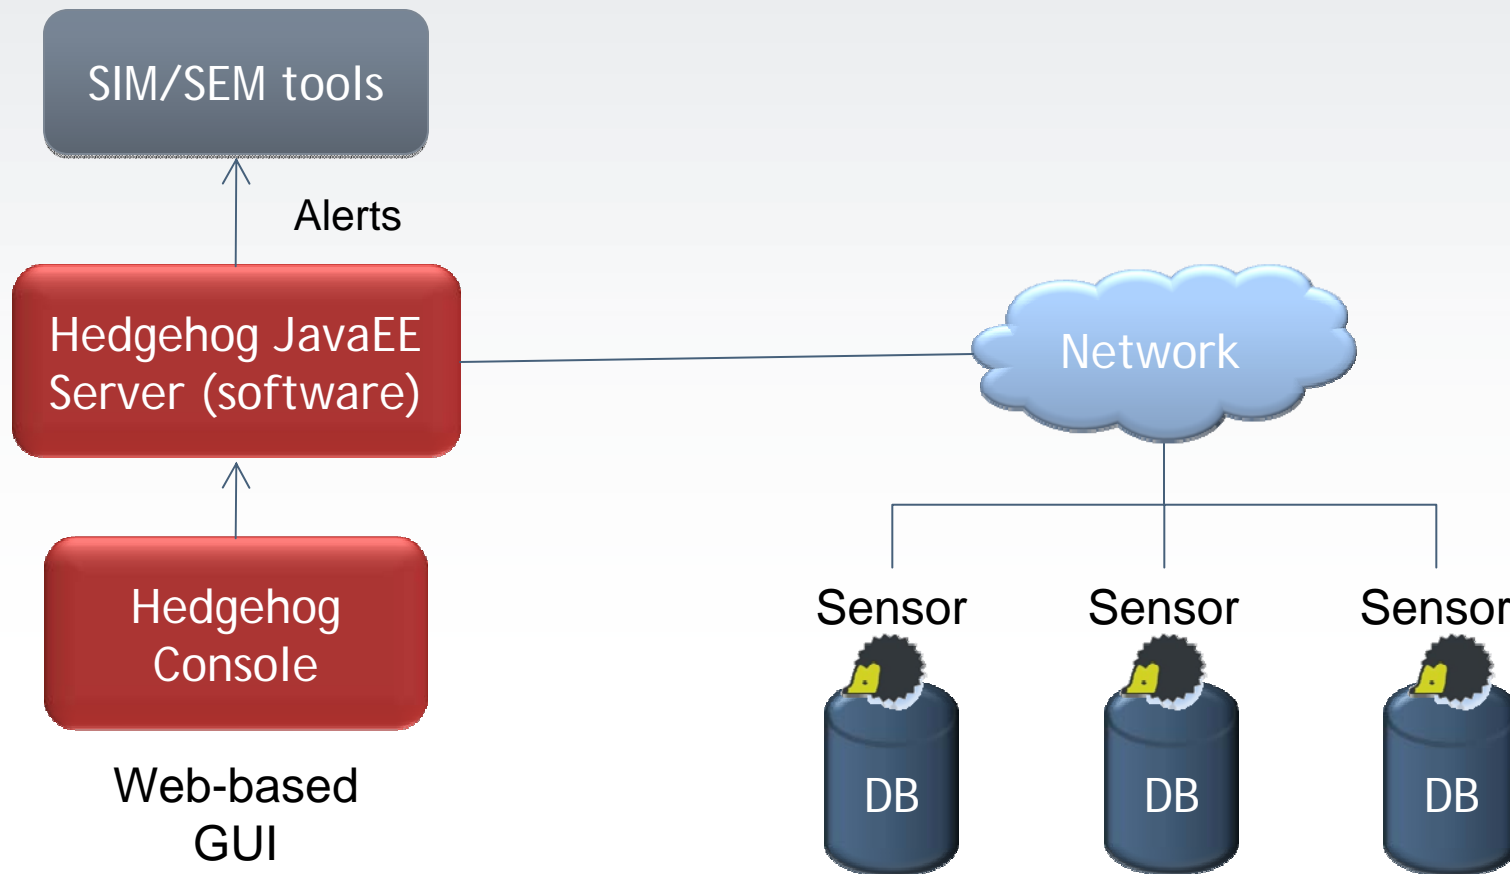 SIM/SEM tools
Alerts
Hedgehog JavaEE
Server (software)
Network
Hedgehog
Console
Web-based
GUI
Sensor
Sensor
Sensor
DB
DB
DB